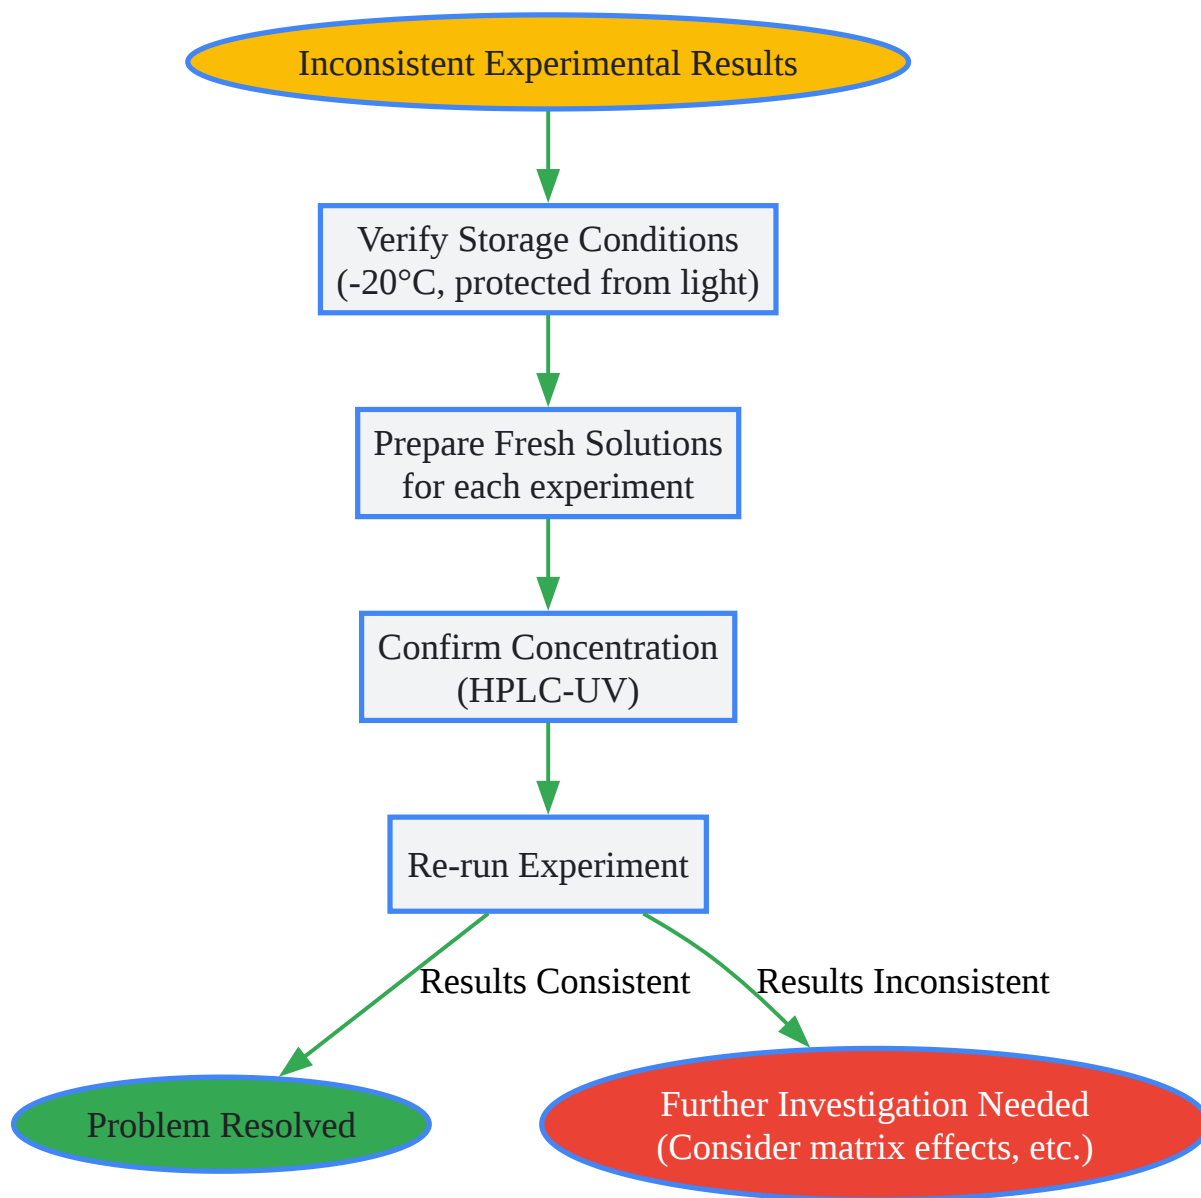 Inconsistent Experimental Results
Verify Storage Conditions
(-20°C, protected from light)
Prepare Fresh Solutions
for each experiment
Confirm Concentration
(HPLC-UV)
Re-run Experiment
Results Consistent
Results Inconsistent
Problem Resolved
Further Investigation Needed
(Consider matrix effects, etc.)